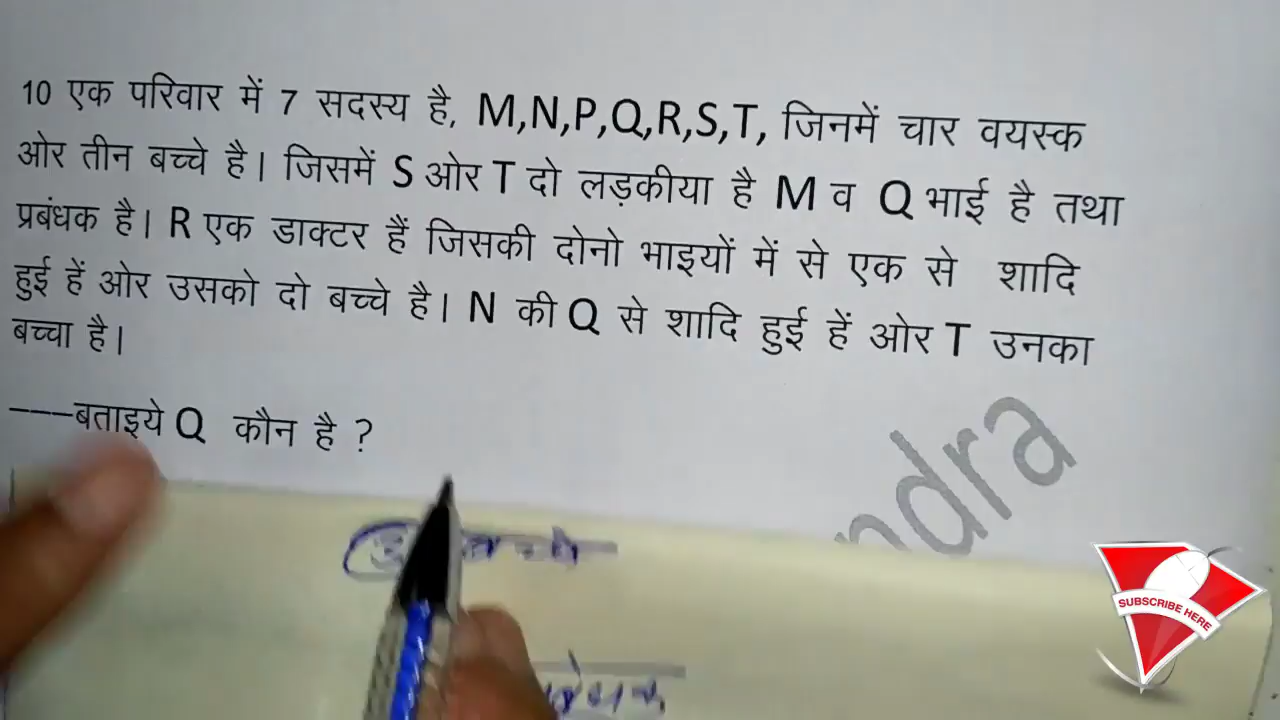 10 एक परिवार में 7 सदस्य है, M,N,P,Q,R,S,T, जिनमें चार वयस्क
ओर तीन बच्चे है। जिसमें S ओर T दो लड़कीया है M व Q भाई है तथा
प्रबंधक है। R एक डाक्टर हैं जिसकी दोनो भाइयों में से एक से शादि
हुई हें ओर उसको दो बच्चे है। N की Q से शादि हुई हें ओर T उनका
बच्चा है।
---बताइये Q कौन है ?
ndra
SUBSCRIBE HERE